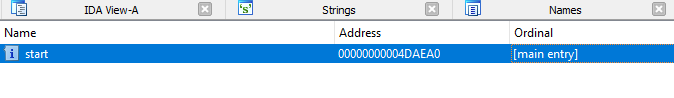 IDA View-A Strings Names
Name Address Ordinal
start 00000000004DAEA0 [main entry]